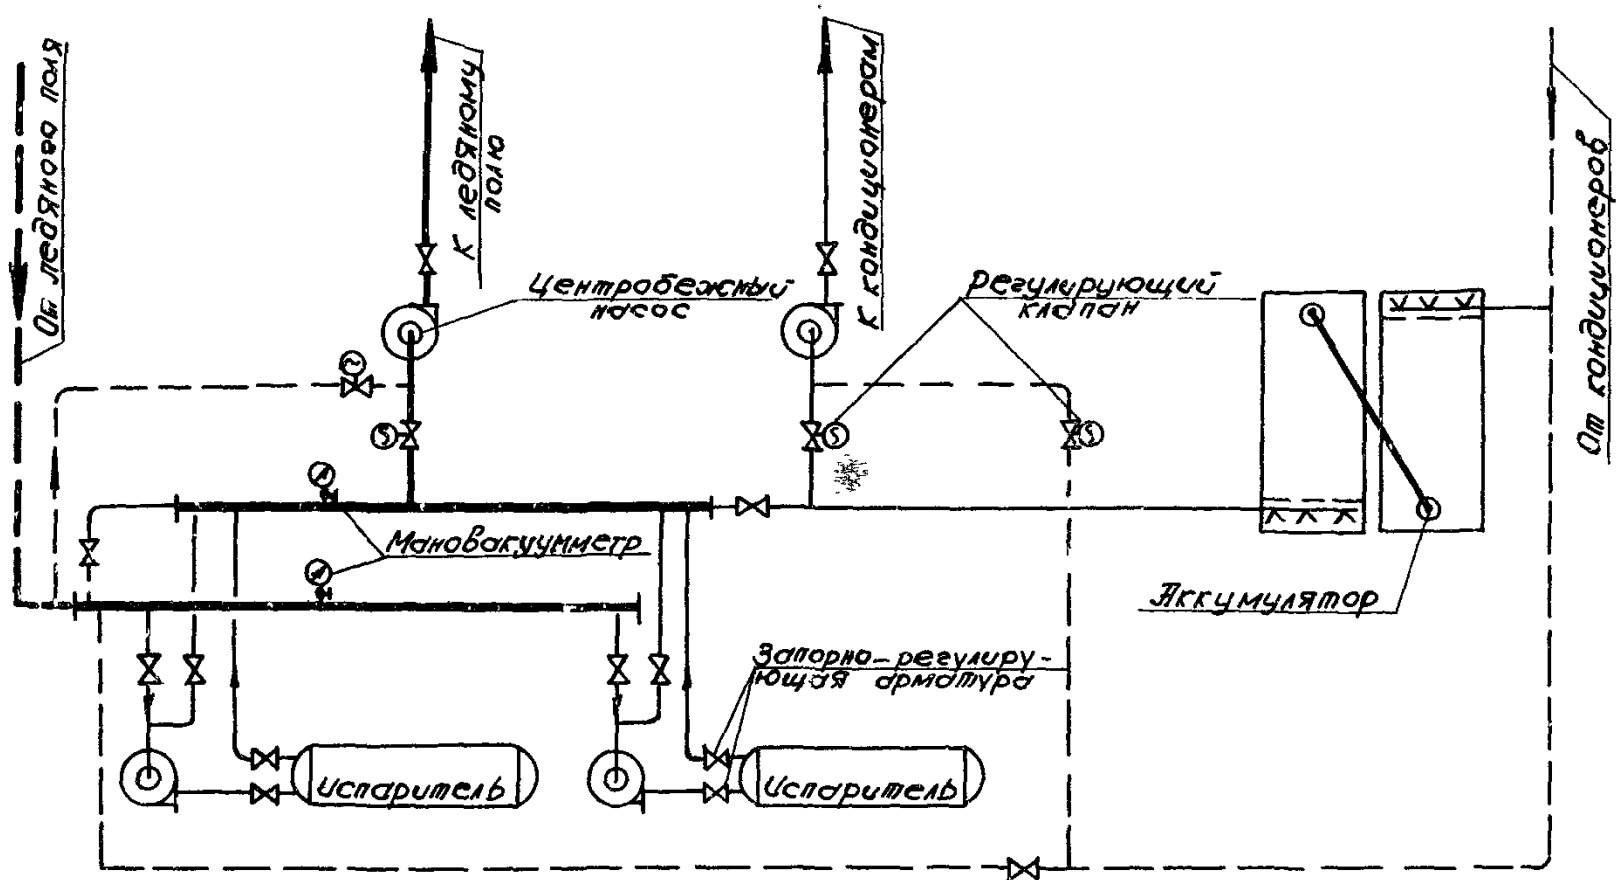 От ледяного поля
К ледяному
полю
К кондиционерам
От кондиционеров
Центробежный
насос
Регулирующий
клапан
Мановакуумметр
Аккумулятор
Запорно-регулиру-
ющая арматура
Испаритель
Испаритель